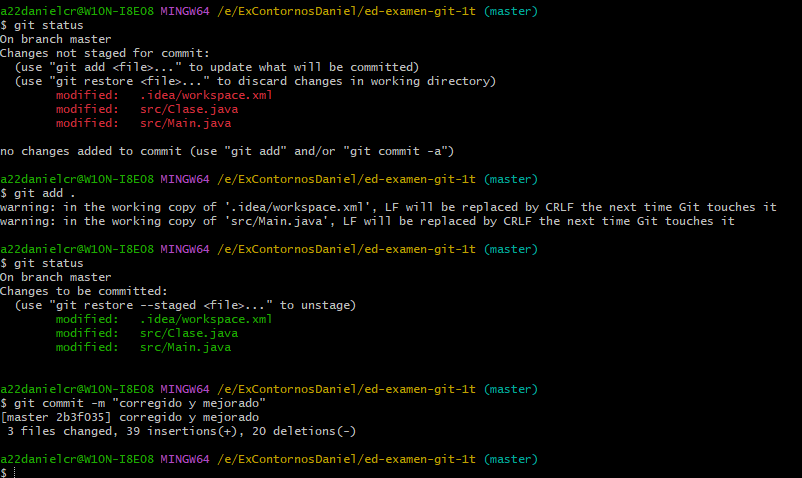 a22danielcr@W10N-I8E08 MINGW64 /e/ExContornosDaniel/ed-examen-git-1t (master)
$ git status
On branch master
Changes not staged for commit:
  (use "git add <file>..." to update what will be committed)
  (use "git restore <file>..." to discard changes in working directory)
        modified:   .idea/workspace.xml
        modified:   src/Clase.java
        modified:   src/Main.java

no changes added to commit (use "git add" and/or "git commit -a")

a22danielcr@W10N-I8E08 MINGW64 /e/ExContornosDaniel/ed-examen-git-1t (master)
$ git add .
warning: in the working copy of '.idea/workspace.xml', LF will be replaced by CRLF the next time Git touches it
warning: in the working copy of 'src/Main.java', LF will be replaced by CRLF the next time Git touches it

a22danielcr@W10N-I8E08 MINGW64 /e/ExContornosDaniel/ed-examen-git-1t (master)
$ git status
On branch master
Changes to be committed:
  (use "git restore --staged <file>..." to unstage)
        modified:   .idea/workspace.xml
        modified:   src/Clase.java
        modified:   src/Main.java


a22danielcr@W10N-I8E08 MINGW64 /e/ExContornosDaniel/ed-examen-git-1t (master)
$ git commit -m "corregido y mejorado"
[master 2b3f035] corregido y mejorado
 3 files changed, 39 insertions(+), 20 deletions(-)

a22danielcr@W10N-I8E08 MINGW64 /e/ExContornosDaniel/ed-examen-git-1t (master)
$